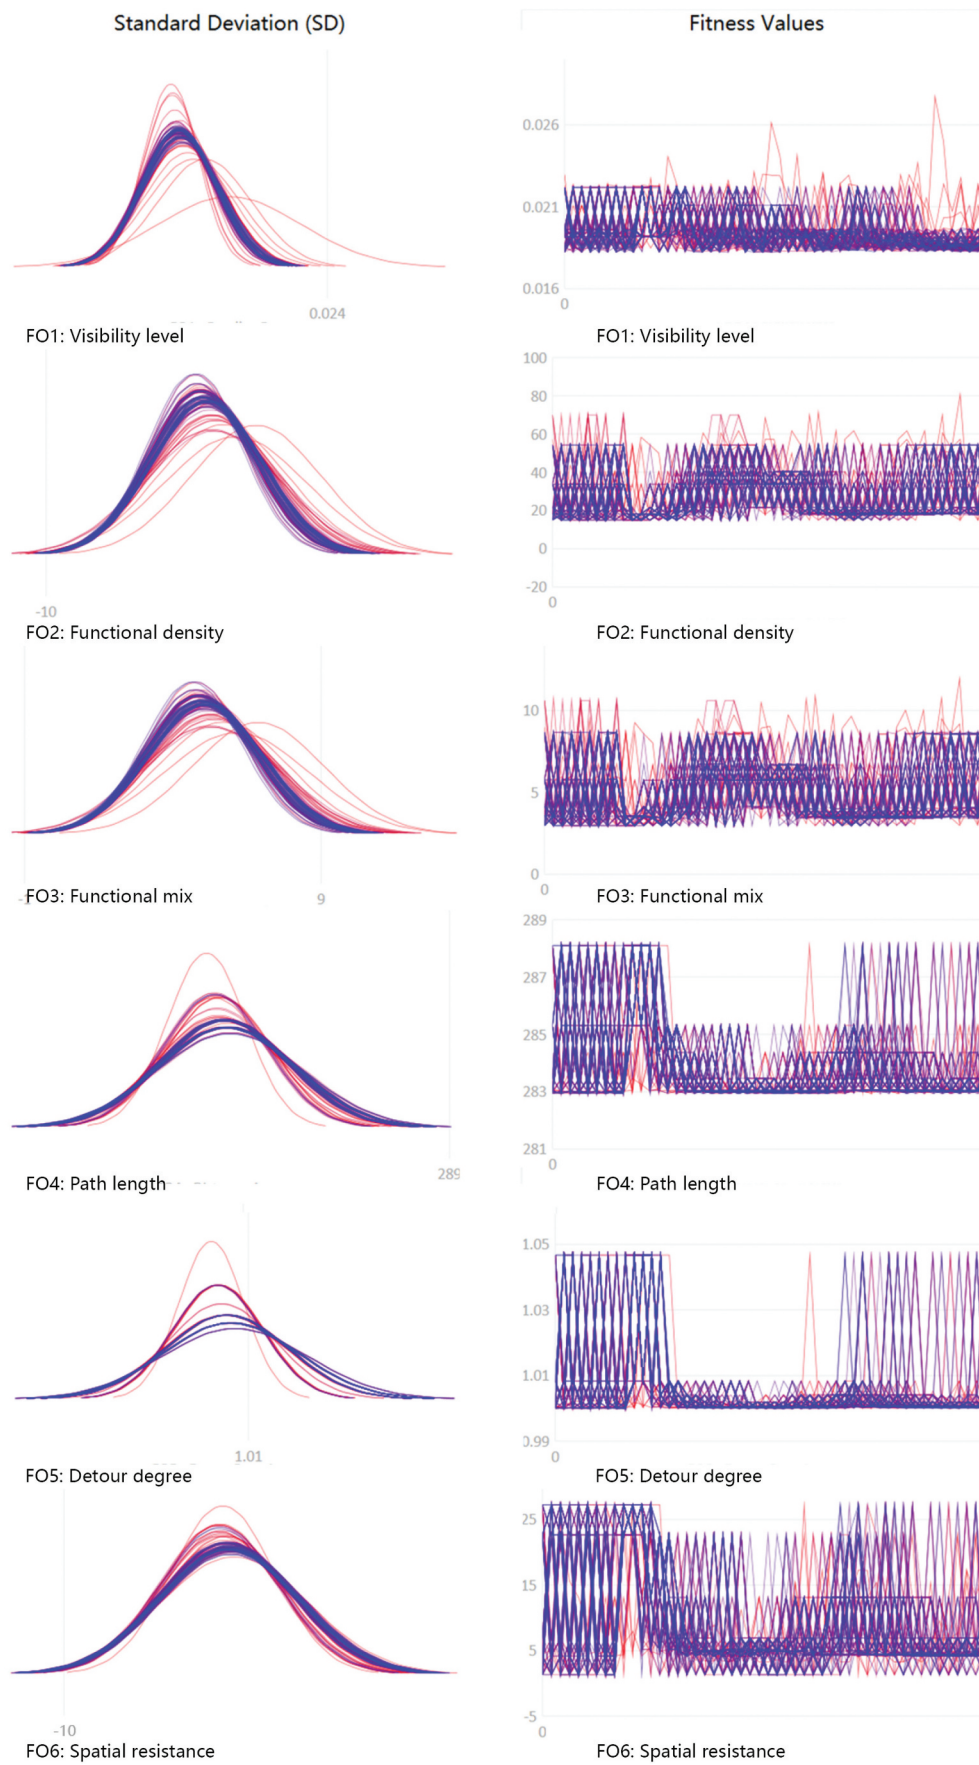 Standard Deviation (SD)
Fitness Values
0.024
FO1: Visibility level
0.026
0.021
0.016
0
FO1: Visibility level
-10
FO2: Functional density
100
80
60
40
20
0
-20
0
FO2: Functional density
9
FO3: Functional mix
10
5
0
0
FO3: Functional mix
289
FO4: Path length
289
287
285
283
281
0
FO4: Path length
1.01
FO5: Detour degree
1.05
1.03
1.01
0.99
0
FO5: Detour degree
-10
FO6: Spatial resistance
25
15
5
-5
0
FO6: Spatial resistance